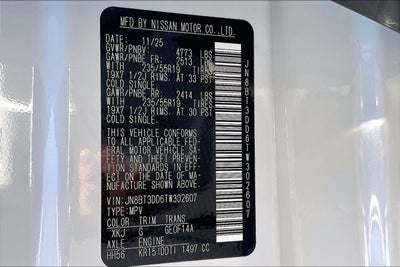 MFD BY NISSAN MOTOR CO.,LTD.
DATE: 11/25
GVWR/PNBV: 4773 LBS
GAWR/PNBE FR: 2513 LBS
WITH 235/55R19 TIRES
19X7 1/2J RIMS. AT 33 PSI
COLD SINGLE.
GAWR/PNBE RR: 2414 LBS
WITH 235/55R19 TIRES
19X7 1/2J RIMS. AT 30 PSI
COLD SINGLE.
THIS VEHICLE CONFORMS
TO ALL APPLICABLE FED-
ERAL MOTOR VEHICLE SA-
FETY AND THEFT PREVEN-
TION STANDARDS IN EFF-
ECT ON THE DATE OF MA-
NUFACTURE SHOWN ABOVE.
VIN: JN8BT3DD6TW302607
TYPE: MPV
COLOR TRIM TRANS
XKJ G GE0F14A
AXLE ENGINE
HH56 KR15(DDT) 1497 CC
JN8BT3DD6TW302607